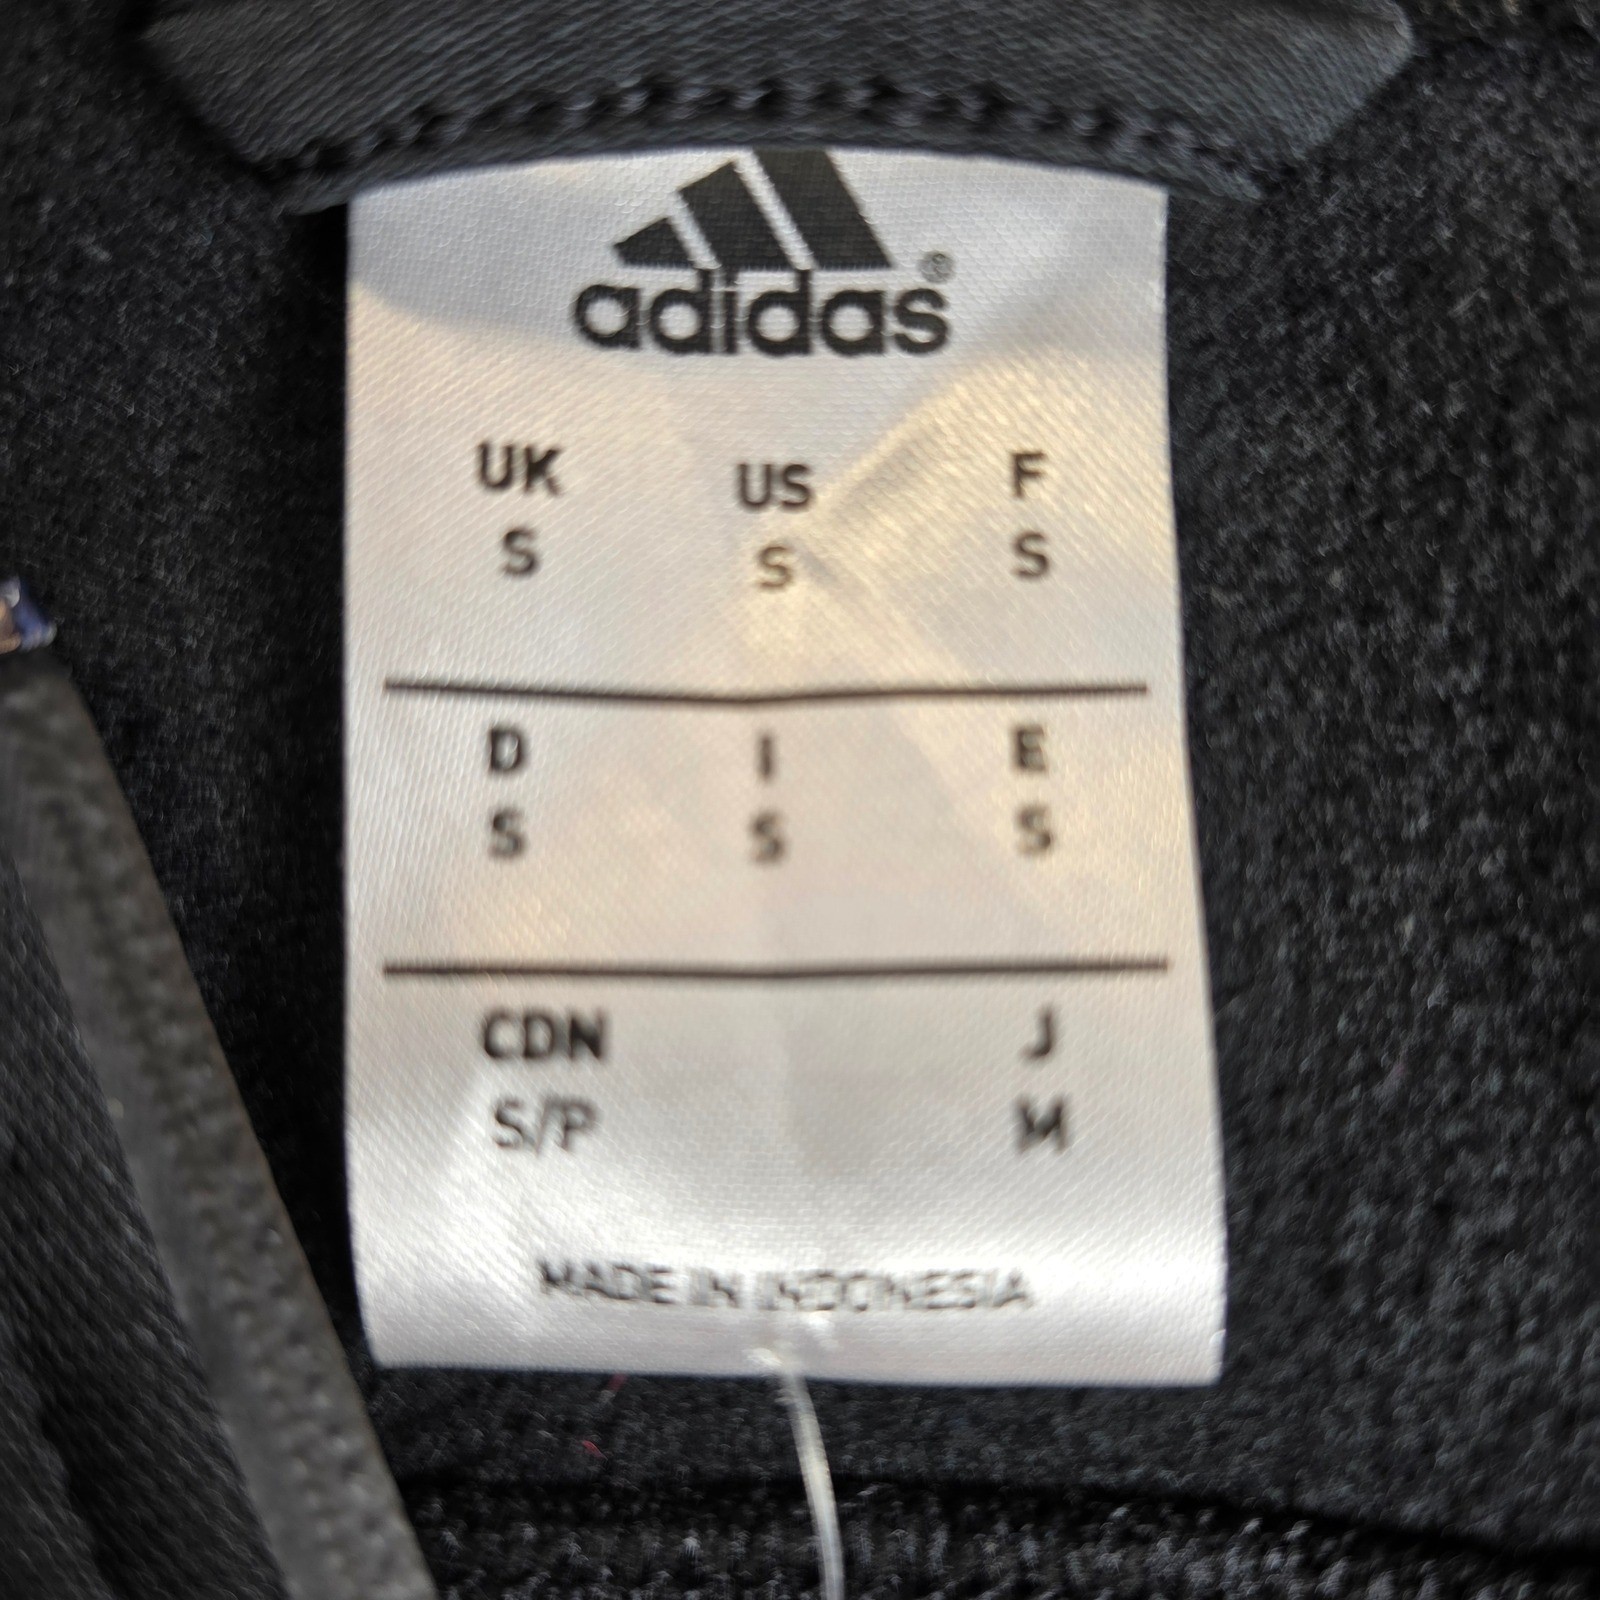 adidas®
UK US F
S S S
D I E
S S S
CDN J
S/P M
MADE IN INDONESIA